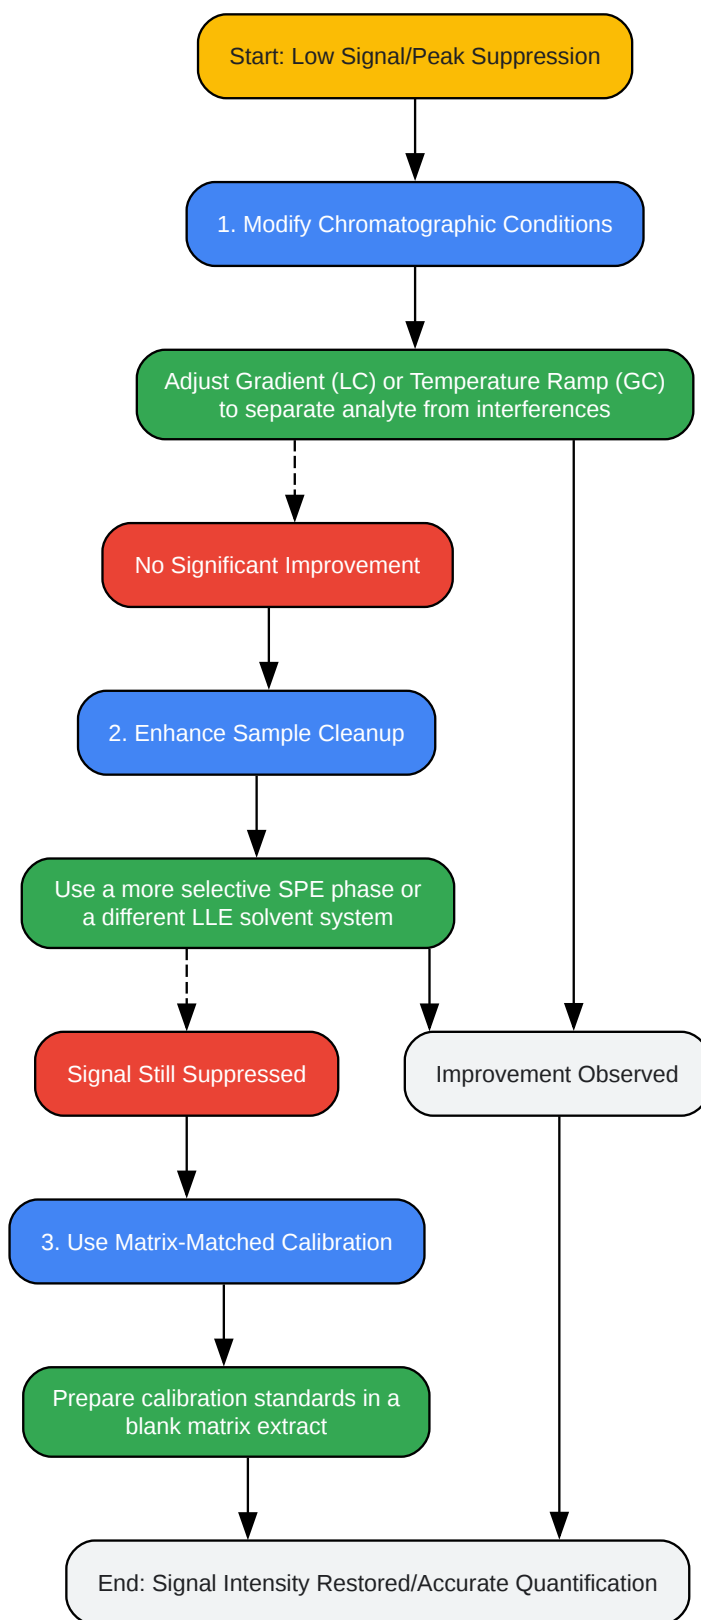 Start: Low Signal/Peak Suppression
1. Modify Chromatographic Conditions
Adjust Gradient (LC) or Temperature Ramp (GC)
to separate analyte from interferences
No Significant Improvement
2. Enhance Sample Cleanup
Use a more selective SPE phase or
a different LLE solvent system
Signal Still Suppressed
Improvement Observed
3. Use Matrix-Matched Calibration
Prepare calibration standards in a
blank matrix extract
End: Signal Intensity Restored/Accurate Quantification